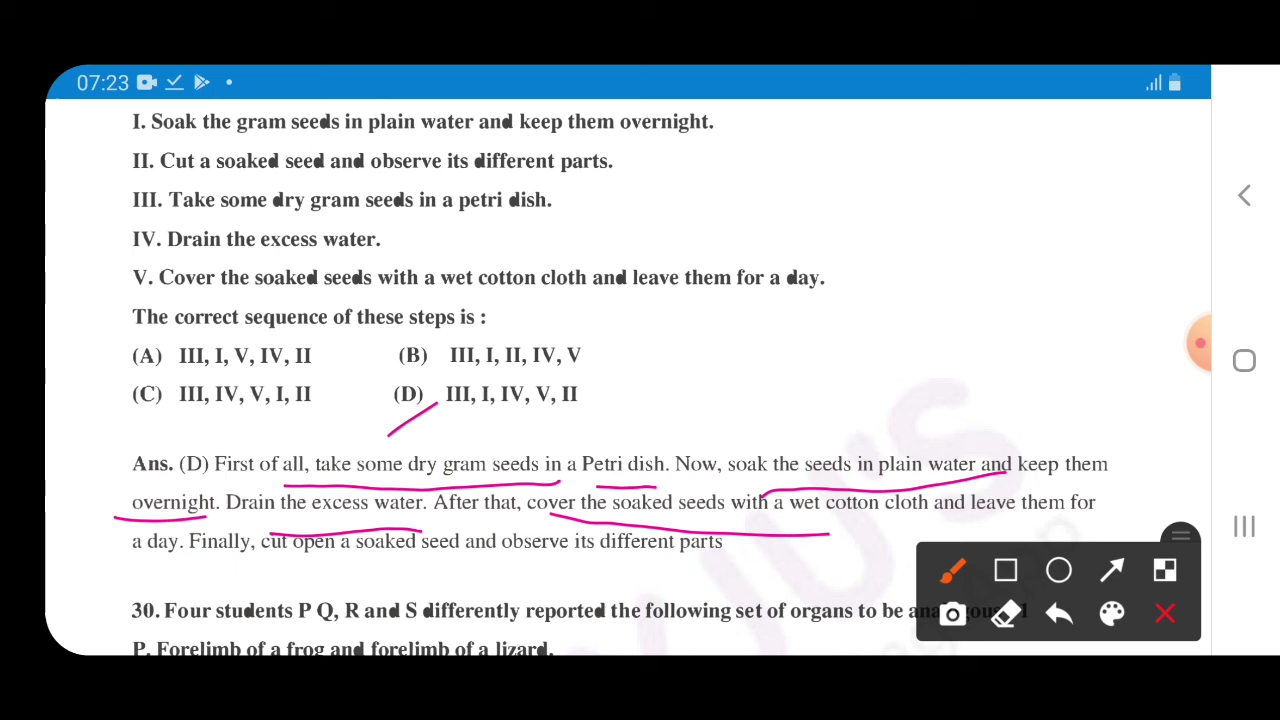 07:23
I. Soak the gram seeds in plain water and keep them overnight.
II. Cut a soaked seed and observe its different parts.
III. Take some dry gram seeds in a petri dish.
IV. Drain the excess water.
V. Cover the soaked seeds with a wet cotton cloth and leave them for a day.
The correct sequence of these steps is :
(A) III, I, V, IV, II (B) III, I, II, IV, V
(C) III, IV, V, I, II (D) III, I, IV, V, II
Ans. (D) First of all, take some dry gram seeds in a Petri dish. Now, soak the seeds in plain water and keep them
overnight. Drain the excess water. After that, cover the soaked seeds with a wet cotton cloth and leave them for
a day. Finally, cut open a soaked seed and observe its different parts
30. Four students P Q, R and S differently reported the following set of organs to be
P. Forelimb of a frog and forelimb of a lizard.